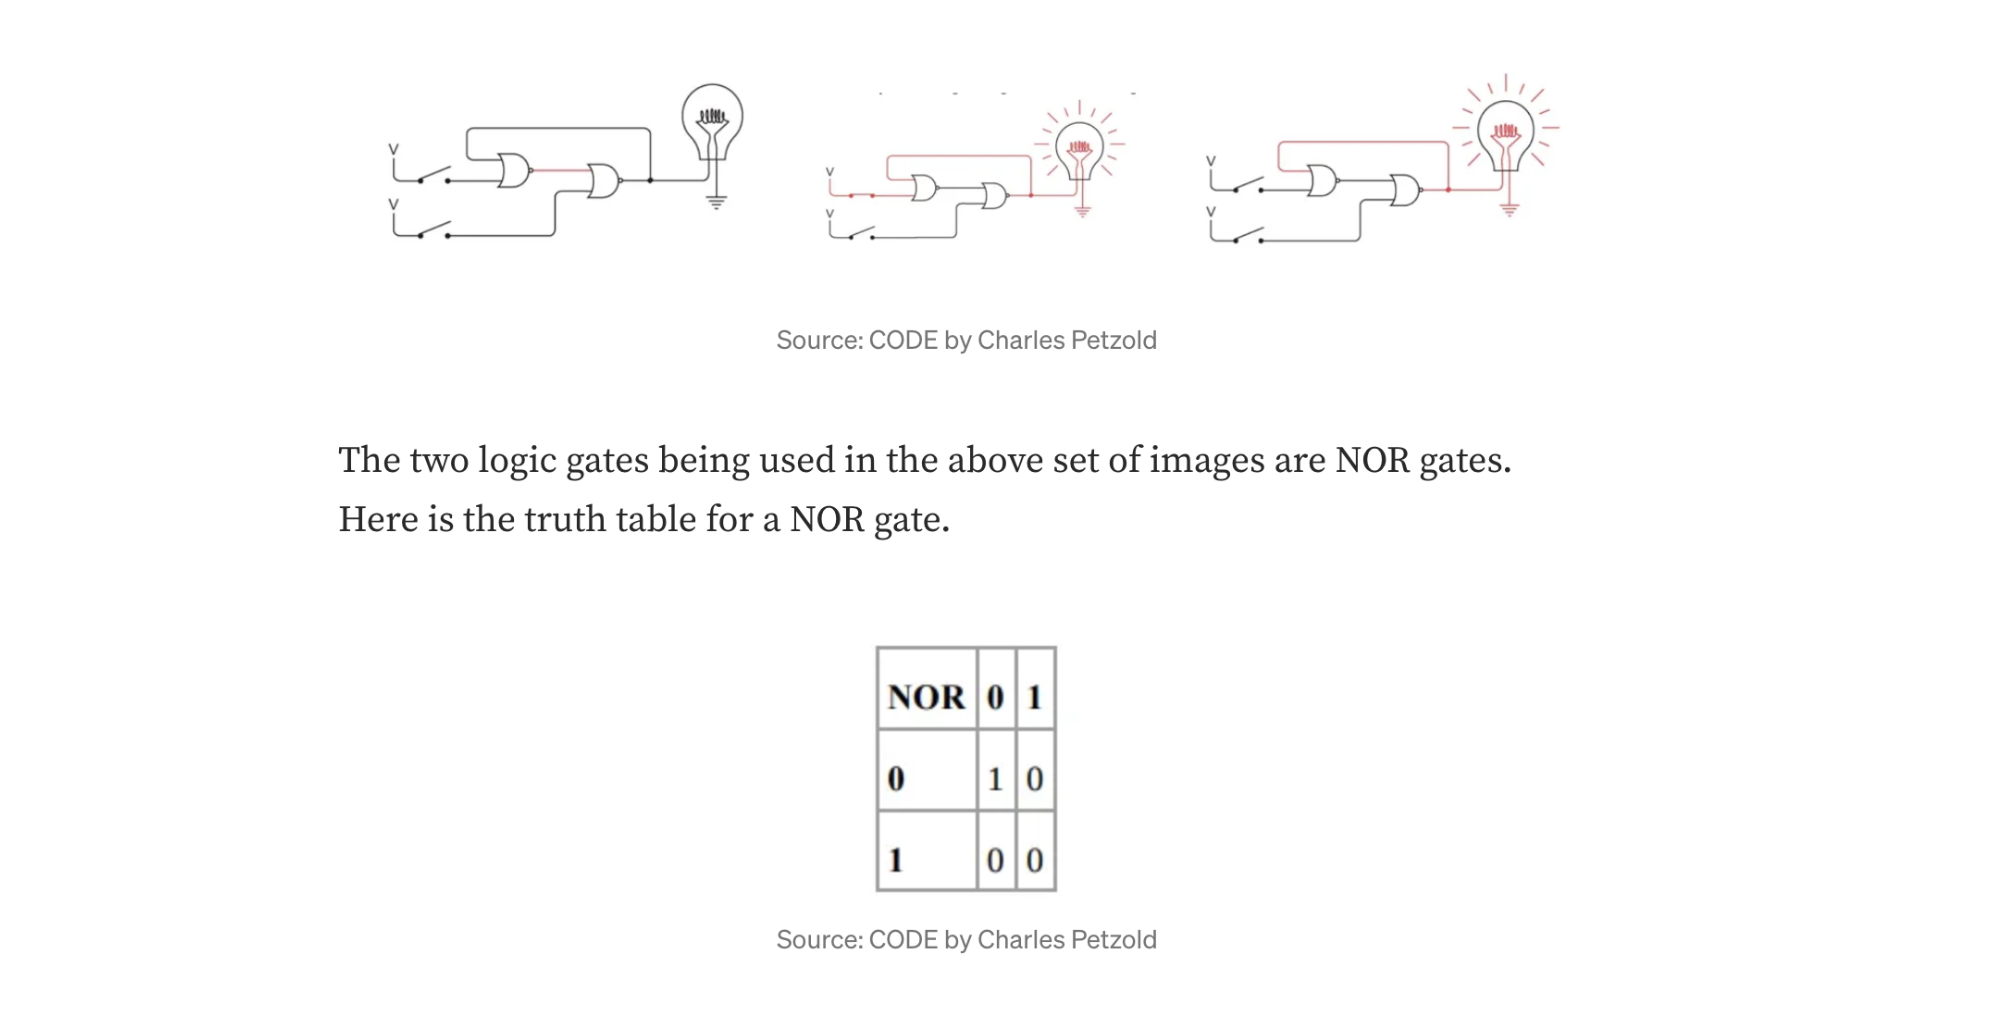 V
V
V
V
V
V
Source: CODE by Charles Petzold
The two logic gates being used in the above set of images are NOR gates.
Here is the truth table for a NOR gate.
NOR 0 1
0 1 0
1 0 0
Source: CODE by Charles Petzold